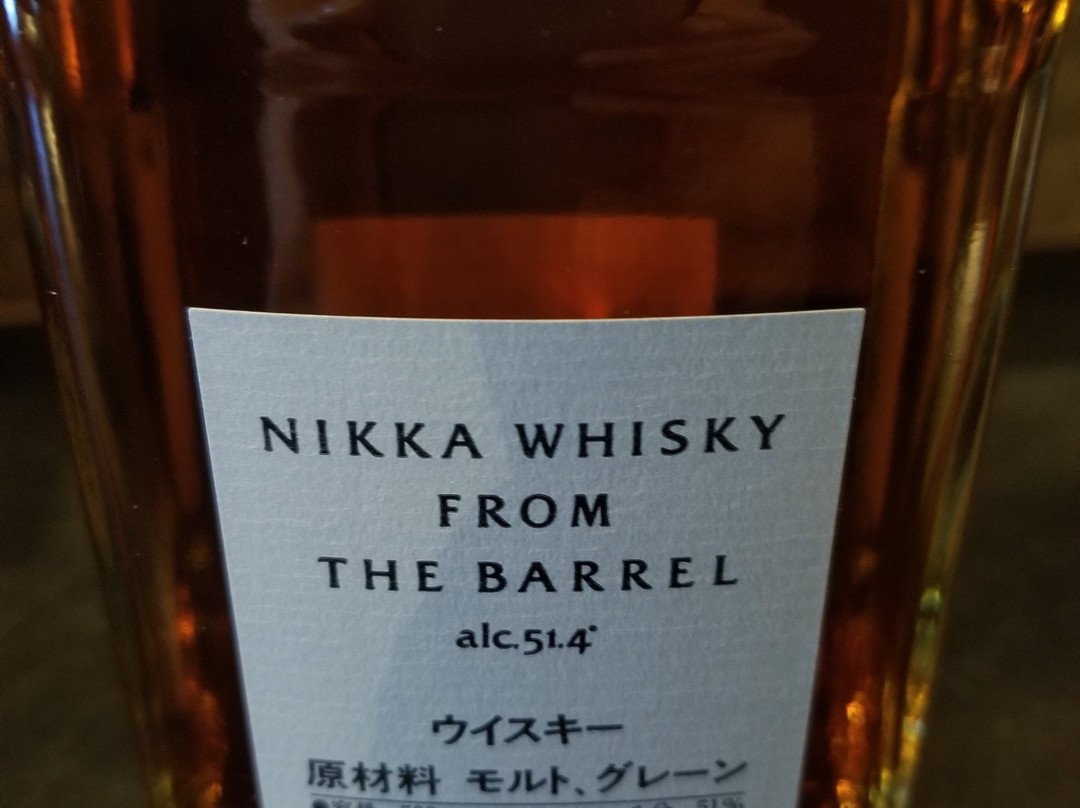 NIKKA WHISKY
FROM
THE BARREL
alc.51.4°
ウイスキー
原材料 モルト、グレーン
51%